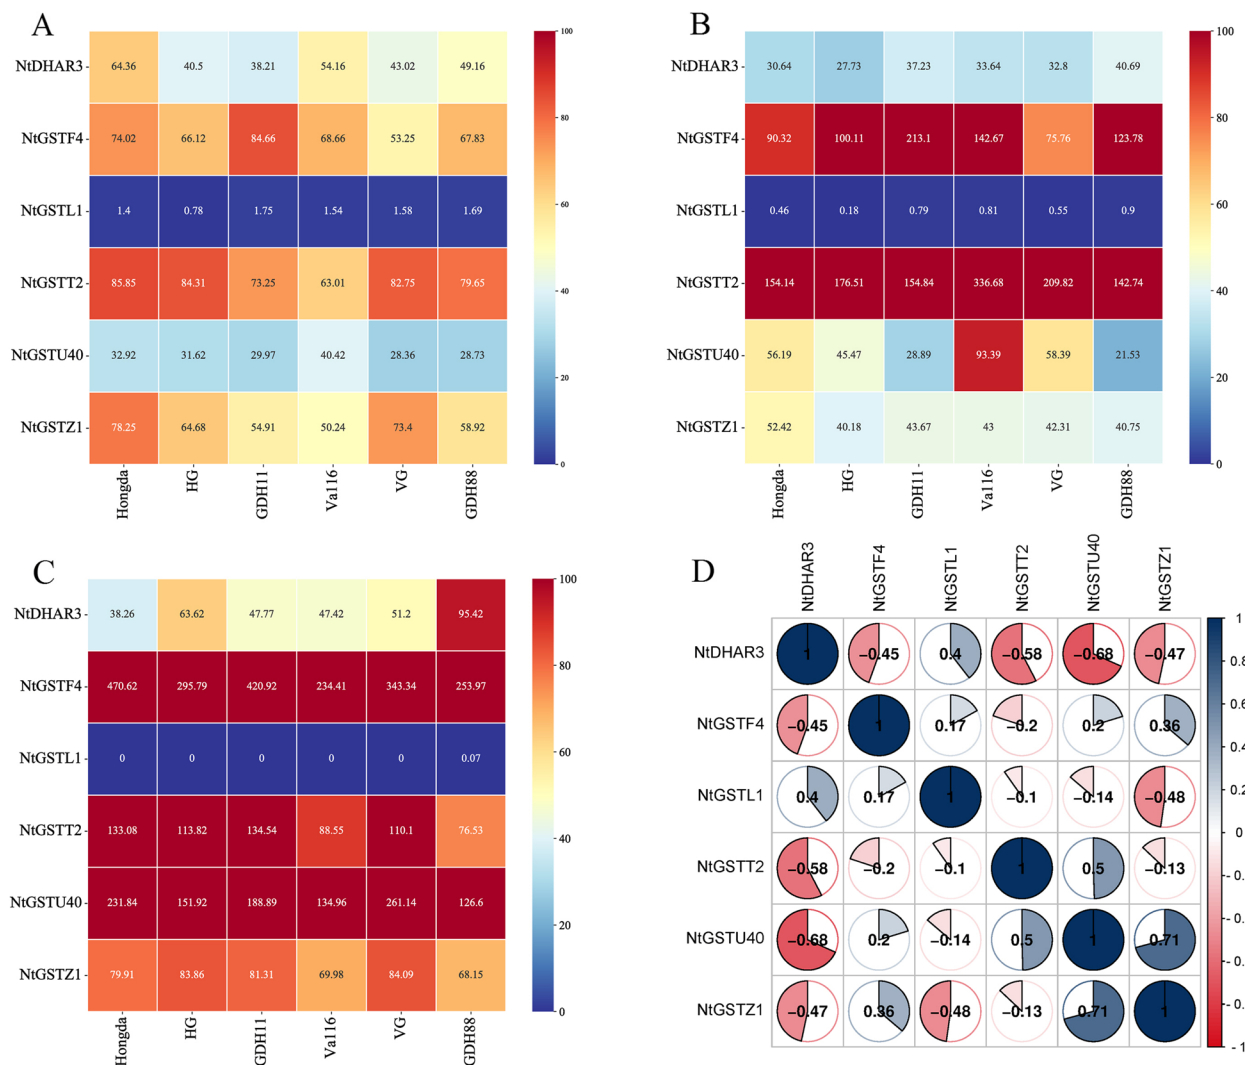 A
NtDHAR3 64.36 40.5 38.21 54.16 43.02 49.16
NtGSTF4 74.02 66.12 84.66 68.66 53.25 67.83
NtGSTL1 1.4 0.78 1.75 1.54 1.58 1.69
NtGSTT2 85.85 84.31 73.25 63.01 82.75 79.65
NtGSTU40 32.92 31.62 29.97 40.42 28.36 28.73
NtGSTZ1 78.25 64.68 54.91 50.24 73.4 58.92
Hongda HG GDH11 Va116 VG GDH88
100
80
60
40
20
0
B
NtDHAR3 30.64 27.73 37.23 33.64 32.8 40.69
NtGSTF4 90.32 100.11 213.1 142.67 75.76 123.78
NtGSTL1 0.46 0.18 0.79 0.81 0.55 0.9
NtGSTT2 154.14 176.51 154.84 336.68 209.82 142.74
NtGSTU40 56.19 45.47 28.89 93.39 58.39 21.53
NtGSTZ1 52.42 40.18 43.67 43 42.31 40.75
Hongda HG GDH11 Va116 VG GDH88
100
80
60
40
20
0
C
NtDHAR3 38.26 63.62 47.77 47.42 51.2 95.42
NtGSTF4 470.62 295.79 420.92 234.41 343.34 253.97
NtGSTL1 0 0 0 0 0 0.07
NtGSTT2 133.08 113.82 134.54 88.55 110.1 76.53
NtGSTU40 231.84 151.92 188.89 134.96 261.14 126.6
NtGSTZ1 79.91 83.86 81.31 69.98 84.09 68.15
Hongda HG GDH11 Va116 VG GDH88
100
80
60
40
20
0
D
NtDHAR3 NtGSTF4 NtGSTL1 NtGSTT2 NtGSTU40 NtGSTZ1
NtDHAR3 1 −0.45 0.4 −0.58 −0.68 −0.47
NtGSTF4 −0.45 1 0.17 −0.2 0.2 0.36
NtGSTL1 0.4 0.17 1 −0.1 −0.14 −0.48
NtGSTT2 −0.58 −0.2 −0.1 1 0.5 −0.13
NtGSTU40 −0.68 0.2 −0.14 0.5 1 0.71
NtGSTZ1 −0.47 0.36 −0.48 −0.13 0.71 1
1
0.8
0.6
0.4
0.2
0
- 0.
- 0.
- 0.
- 0.
- 1